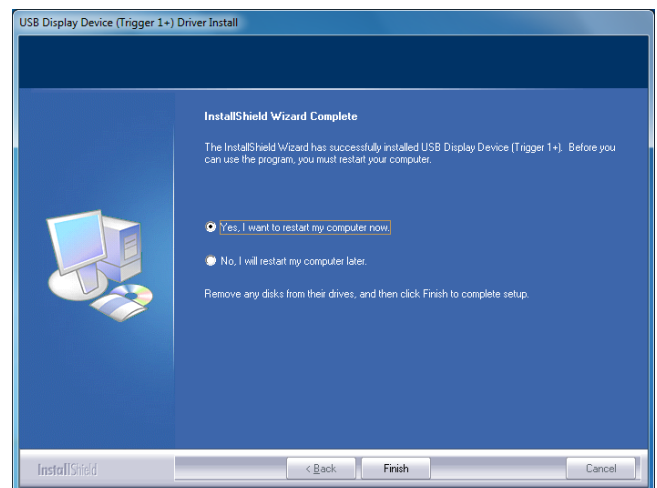 USB Display Device (Trigger 1+) Driver Install
InstallShield Wizard Complete
The InstallShield Wizard has successfully installed USB Display Device (Trigger 1+). Before you
can use the program, you must restart your computer.
Yes, I want to restart my computer now.
No, I will restart my computer later.
Remove any disks from their drives, and then click Finish to complete setup.
InstallShield
< Back Finish Cancel